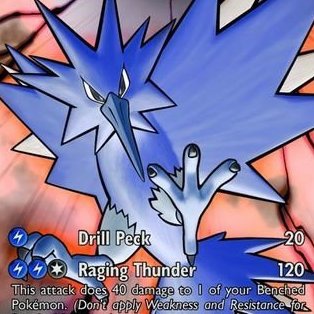 Drill Peck 20
Raging Thunder 120
This attack does 40 damage to 1 of your Benched
Pokémon. (Don't apply Weakness and Resistance for